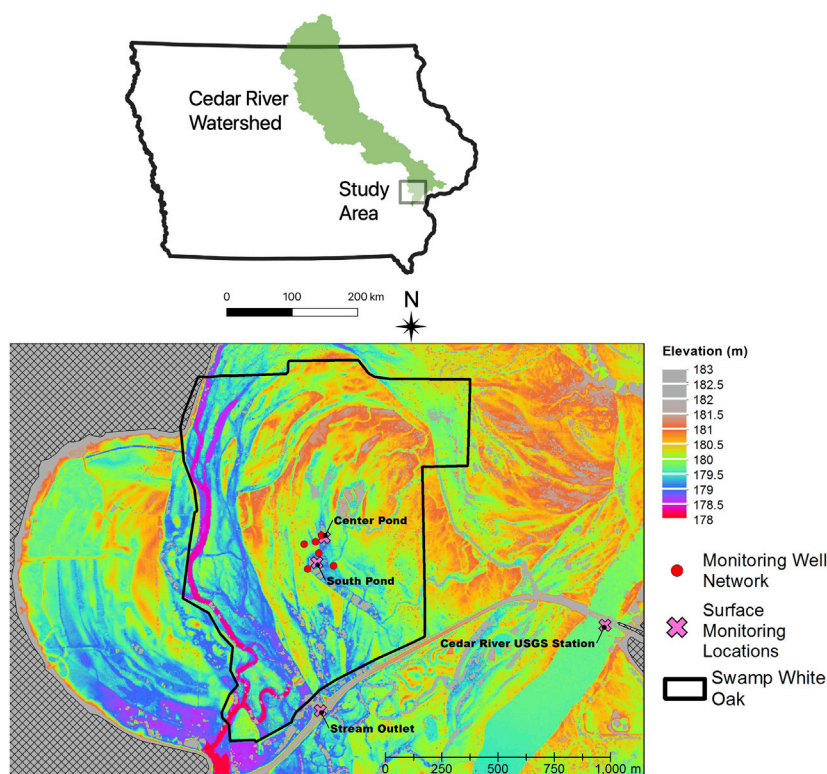 Cedar River
Watershed
Study
Area
0 100 200 km
N
Elevation (m)
183
182.5
182
181.5
181
180.5
180
179.5
179
178.5
178
Center Pond
South Pond
Cedar River USGS Station
Stream Outlet
0 250 500 750 1,000 m
Monitoring Well
Network
Surface
Monitoring
Locations
Swamp White
Oak